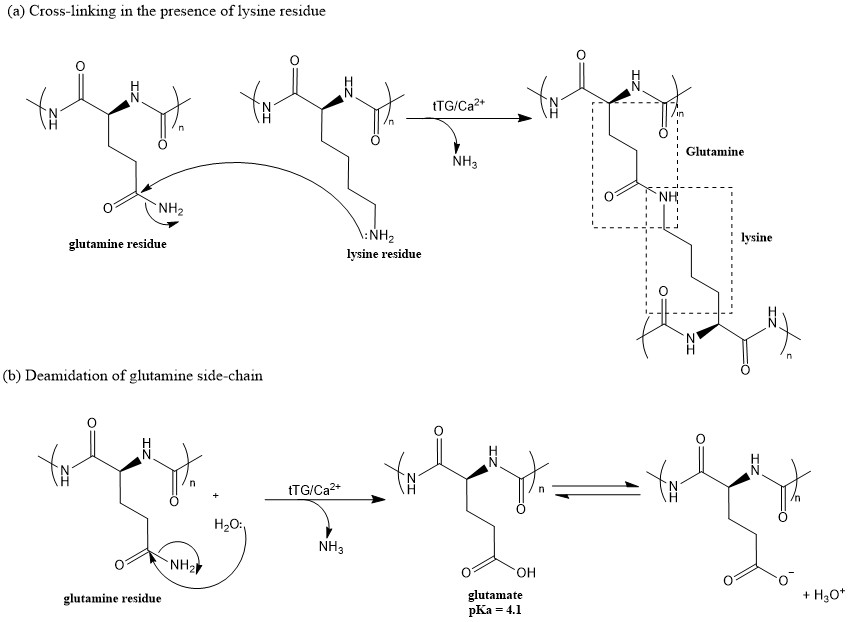 (a) Cross-linking in the presence of lysine residue
O
H
N
N
H
O
n
O
NH₂
glutamine residue
O
H
N
N
H
O
n
:NH₂
lysine residue
tTG/Ca²⁺
NH₃
O
H
N
N
H
O
n
Glutamine
O
NH
lysine
O
N
H
O
H
N
n
(b) Deamidation of glutamine side-chain
O
H
N
N
H
O
n
O
NH₂
glutamine residue
+
H₂O:
tTG/Ca²⁺
NH₃
O
H
N
N
H
O
n
O
OH
glutamate
pKa = 4.1
O
H
N
N
H
O
n
O
O⁻
+ H₃O⁺